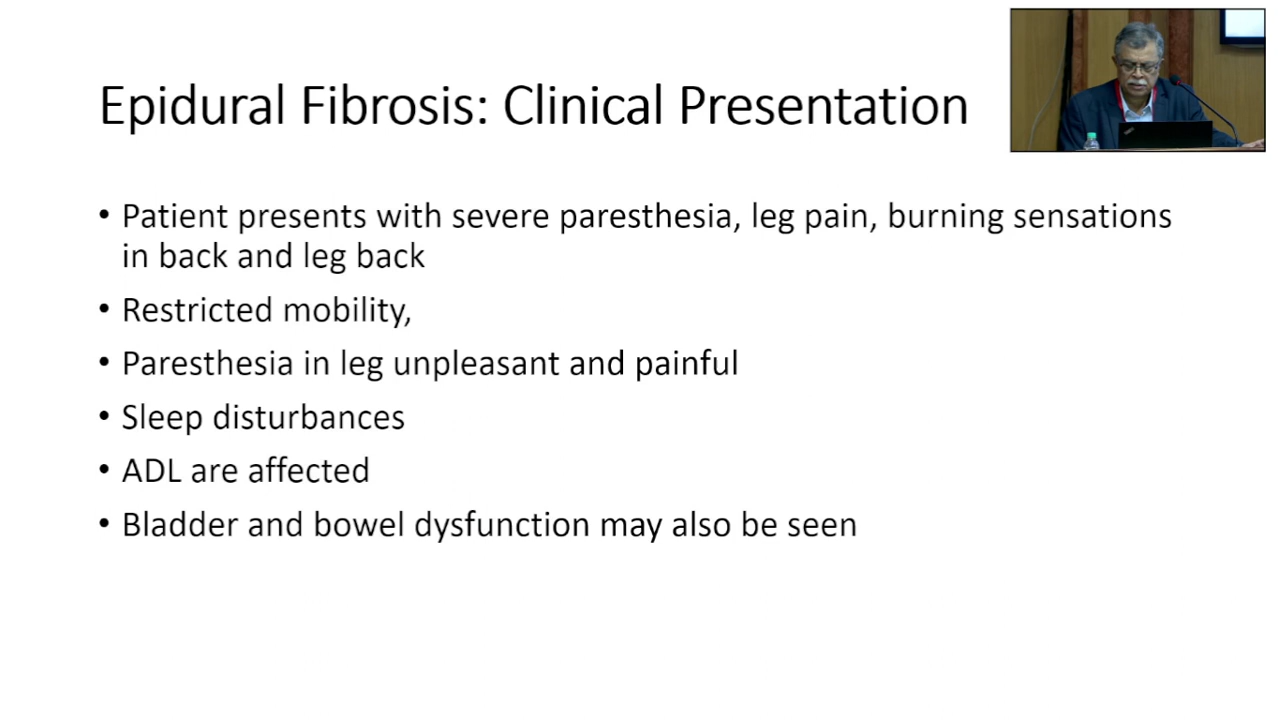 Epidural Fibrosis: Clinical Presentation
• Patient presents with severe paresthesia, leg pain, burning sensations
in back and leg back
• Restricted mobility,
• Paresthesia in leg unpleasant and painful
• Sleep disturbances
• ADL are affected
• Bladder and bowel dysfunction may also be seen